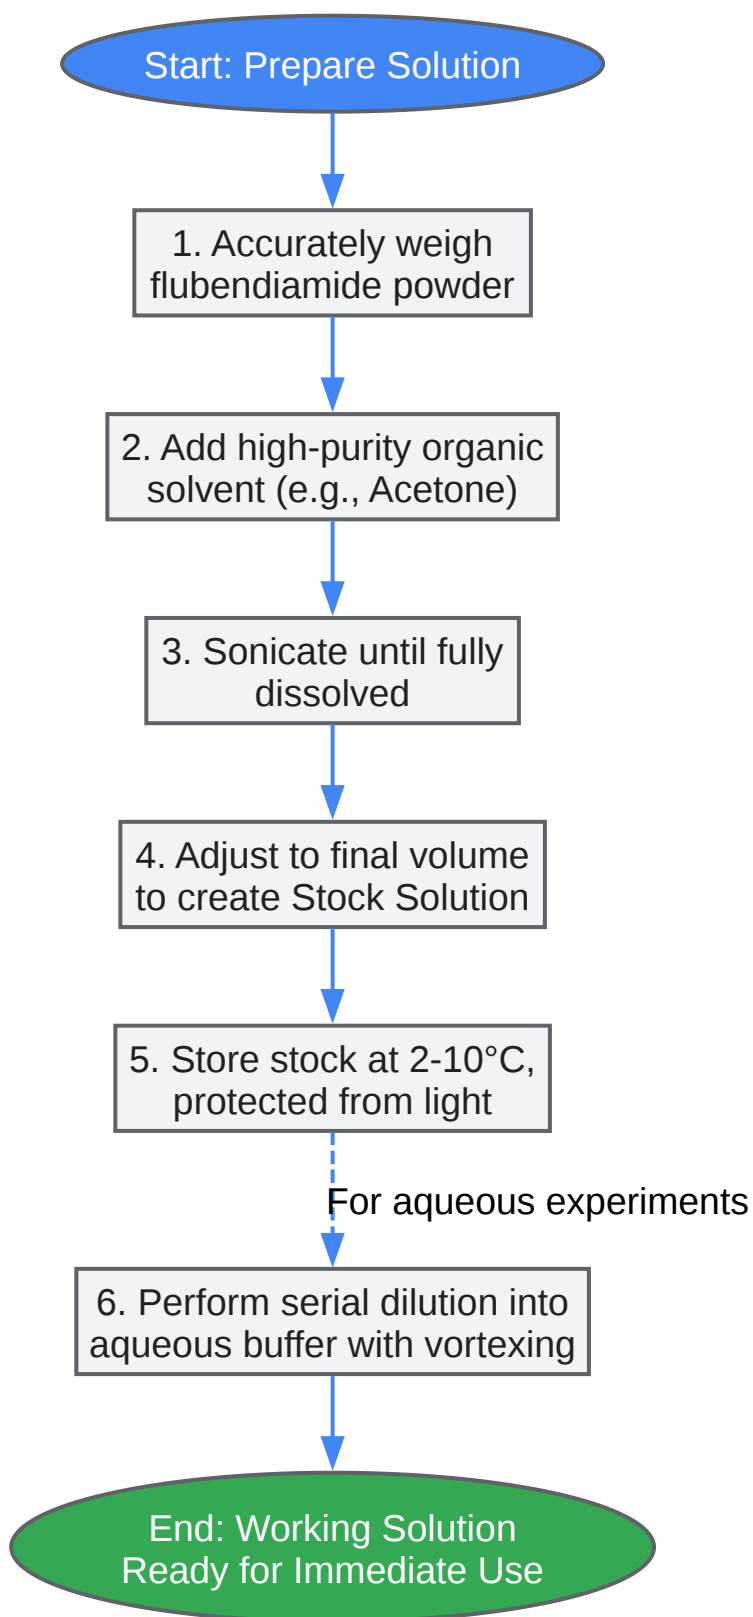 Start: Prepare Solution
1. Accurately weigh
flubendiamide powder
2. Add high-purity organic
solvent (e.g., Acetone)
3. Sonicate until fully
dissolved
4. Adjust to final volume
to create Stock Solution
5. Store stock at 2-10°C,
protected from light
For aqueous experiments
6. Perform serial dilution into
aqueous buffer with vortexing
End: Working Solution
Ready for Immediate Use